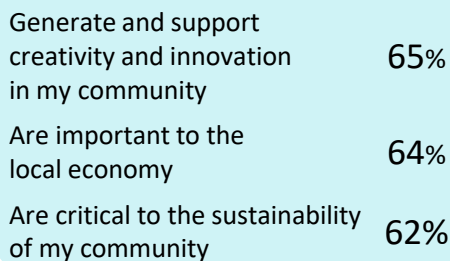 Generate and support
creativity and innovation
in my community
65%
Are important to the
local economy
64%
Are critical to the sustainability
of my community
62%